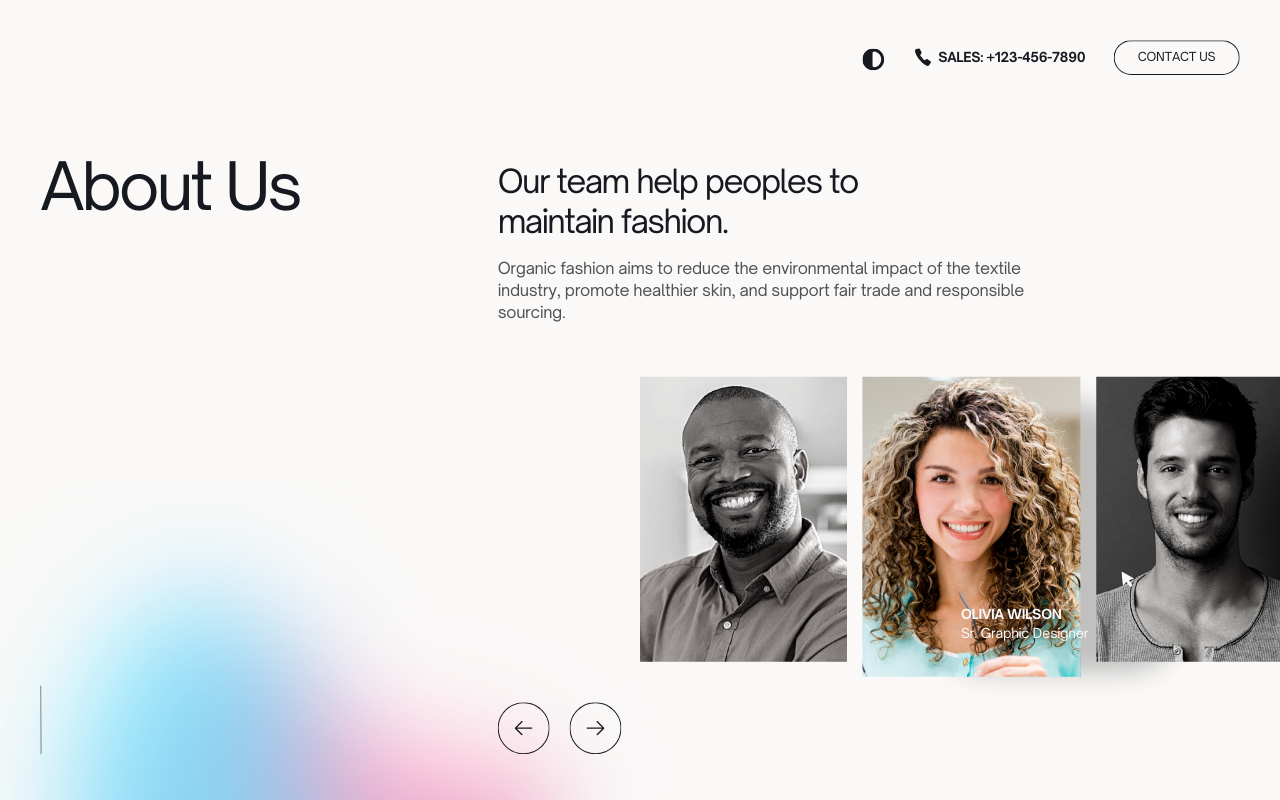 SALES: +123-456-7890
CONTACT US
About Us
Our team help peoples to
maintain fashion.
Organic fashion aims to reduce the environmental impact of the textile
industry, promote healthier skin, and support fair trade and responsible
sourcing.
OLIVIA WILSON
Sr. Graphic Designer